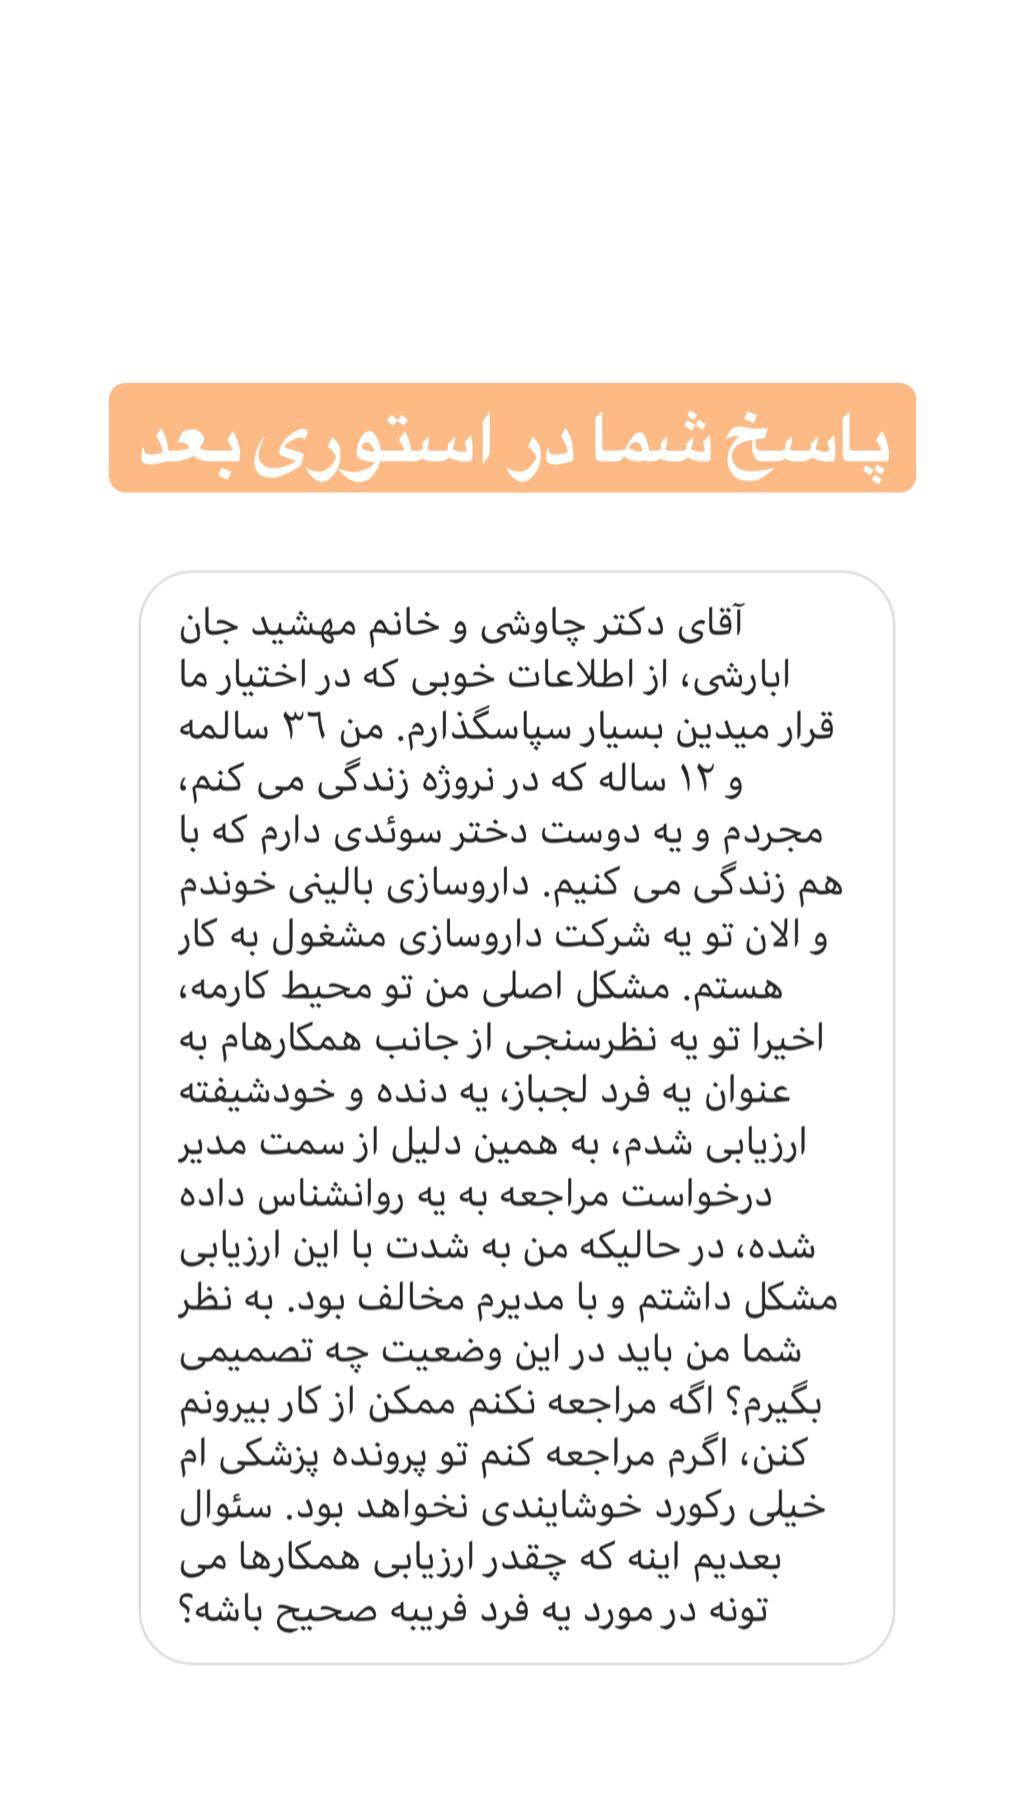 پاسخ شما در استوری بعد
آقای دکتر چاوشی و خانم مهشید جان
ابارشی، از اطلاعات خوبی که در اختیار ما
قرار میدین بسیار سپاسگذارم. من ۳٦ سالمه
و ۱۲ ساله که در نروژه زندگی می کنم،
مجردم و یه دوست دختر سوئدی دارم که با
هم زندگی می کنیم. داروسازی بالینی خوندم
و الان تو یه شرکت داروسازی مشغول به کار
هستم. مشکل اصلی من تو محیط کارمه،
اخیرا تو یه نظرسنجی از جانب همکارهام به
عنوان یه فرد لجباز، یه دنده و خودشیفته
ارزیابی شدم، به همین دلیل از سمت مدیر
درخواست مراجعه به یه روانشناس داده
شده، در حالیکه من به شدت با این ارزیابی
مشکل داشتم و با مدیرم مخالف بود. به نظر
شما من باید در این وضعیت چه تصمیمی
بگیرم؟ اگه مراجعه نکنم ممکن از کار بیرونم
کنن، اگرم مراجعه کنم تو پرونده پزشکی ام
خیلی رکورد خوشایندی نخواهد بود. سئوال
بعدیم اینه که چقدر ارزیابی همکارها می
تونه در مورد یه فرد فریبه صحیح باشه؟